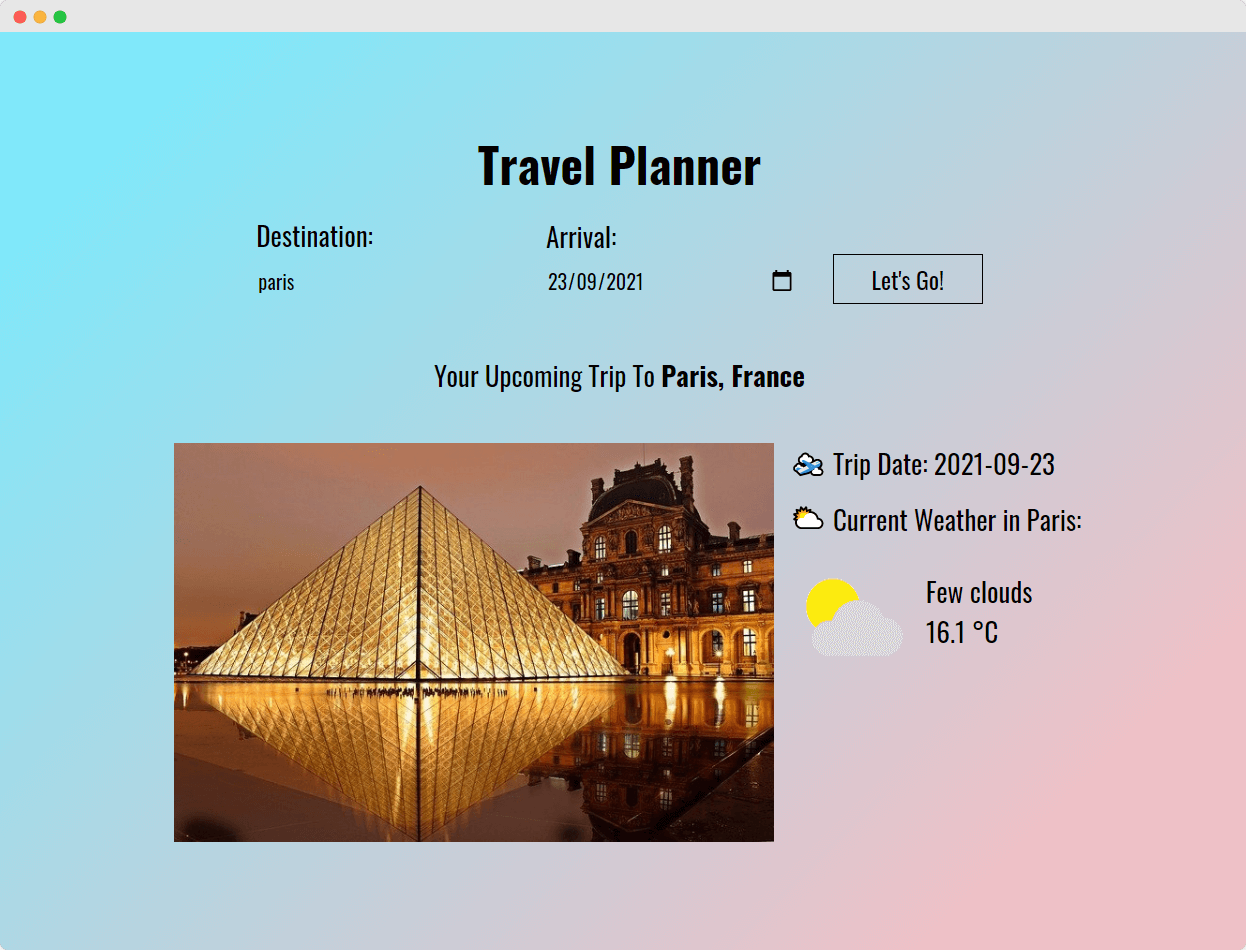 Travel Planner
Destination:
Arrival:
paris
23/09/2021
Let's Go!
Your Upcoming Trip To Paris, France
Trip Date: 2021-09-23
Current Weather in Paris:
Few clouds
16.1 °C